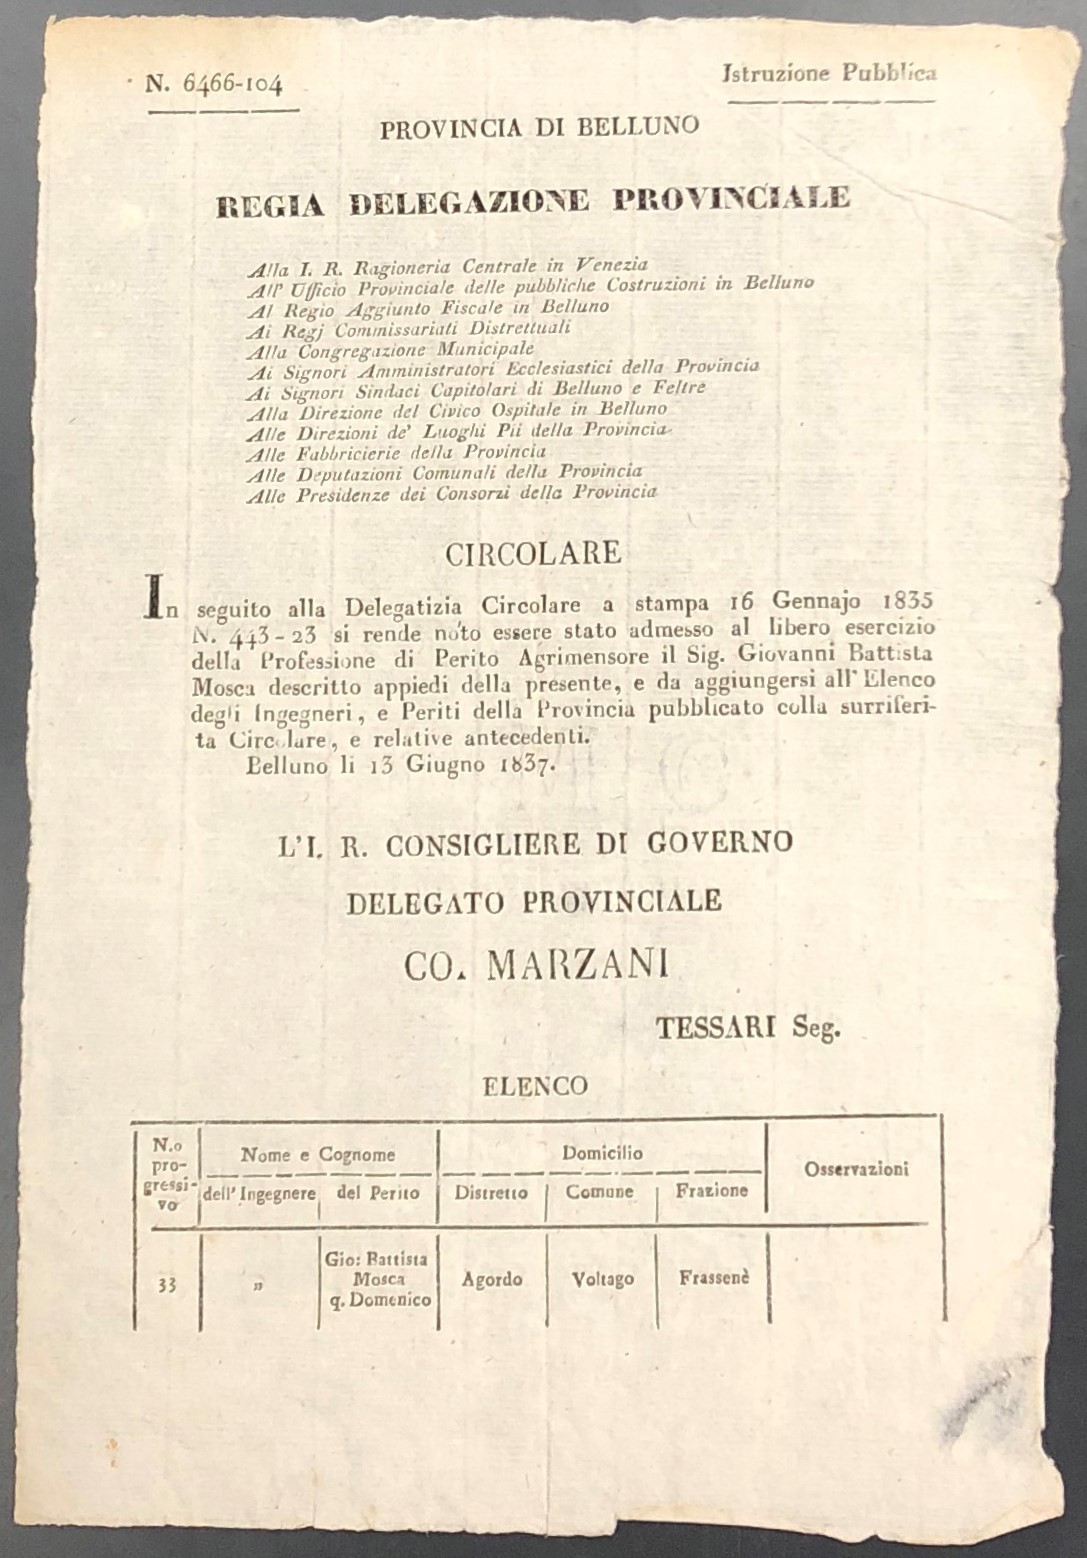 N. 6466-104
Istruzione Pubblica
PROVINCIA DI BELLUNO
REGIA DELEGAZIONE PROVINCIALE
Alla I. R. Ragioneria Centrale in Venezia
All' Ufficio Provinciale delle pubbliche Costruzioni in Belluno
Al Regio Aggiunto Fiscale in Belluno
Ai Regj Commissariati Distrettuali
Alla Congregazione Municipale
Ai Signori Amministratori Ecclesiastici della Provincia
Ai Signori Sindaci Capitolari di Belluno e Feltre
Alla Direzione del Civico Ospitale in Belluno
Alle Direzioni de' Luoghi Pii della Provincia
Alle Fabbricierie della Provincia
Alle Deputazioni Comunali della Provincia
Alle Presidenze dei Consorzi della Provincia
CIRCOLARE
In seguito alla Delegatizia Circolare a stampa 16 Gennajo 1835
N. 443-23 si rende noto essere stato admesso al libero esercizio
della Professione di Perito Agrimensore il Sig. Giovanni Battista
Mosca descritto appiedi della presente, e da aggiungersi all' Elenco
degli Ingegneri, e Periti della Provincia pubblicato colla surriferi-
ta Circolare, e relative antecedenti.
Belluno li 13 Giugno 1837.
L'I. R. CONSIGLIERE DI GOVERNO
DELEGATO PROVINCIALE
CO. MARZANI
TESSARI Seg.
ELENCO
N.o pro-gressi-vo
Nome e Cognome
Domicilio
Osservazioni
dell' Ingegnere
del Perito
Distretto
Comune
Frazione
33
"
Gio: Battista
Mosca
q. Domenico
Agordo
Voltago
Frassenè